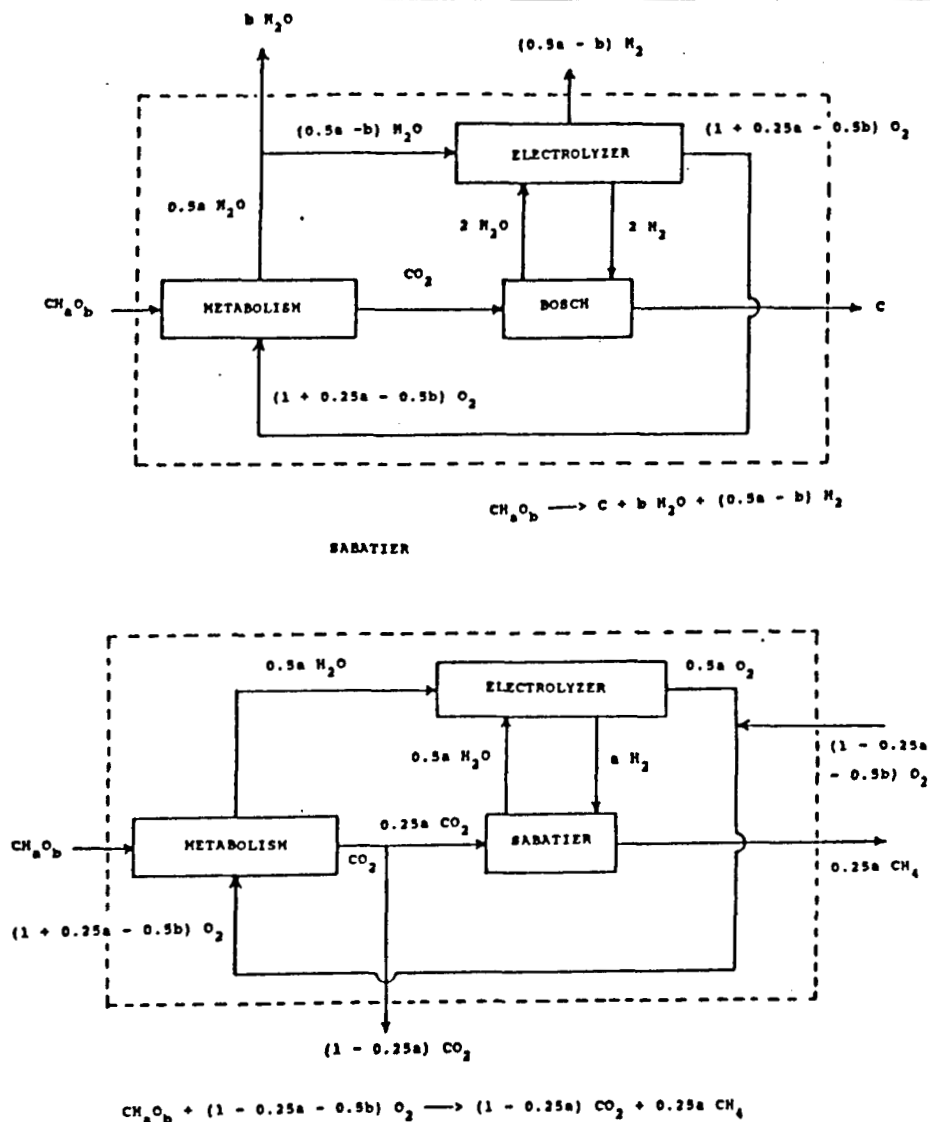 b H₂O
(0.5a - b) H₂
(0.5a -b) H₂O
ELECTROLYZER
(1 + 0.25a - 0.5b) O₂
0.5a H₂O
2 H₂O
2 H₂
CO₂
CHₐO_b
METABOLISM
BOSCH
C
(1 + 0.25a - 0.5b) O₂
CHₐO_b ⟶ C + b H₂O + (0.5a - b) H₂
SABATIER
0.5a H₂O
ELECTROLYZER
0.5a O₂
0.5a H₂O
a H₂
(1 - 0.25a
- 0.5b) O₂
CHₐO_b
METABOLISM
CO₂
0.25a CO₂
SABATIER
0.25a CH₄
(1 + 0.25a - 0.5b) O₂
(1 - 0.25a) CO₂
CHₐO_b + (1 - 0.25a - 0.5b) O₂ ⟶ (1 - 0.25a) CO₂ + 0.25a CH₄